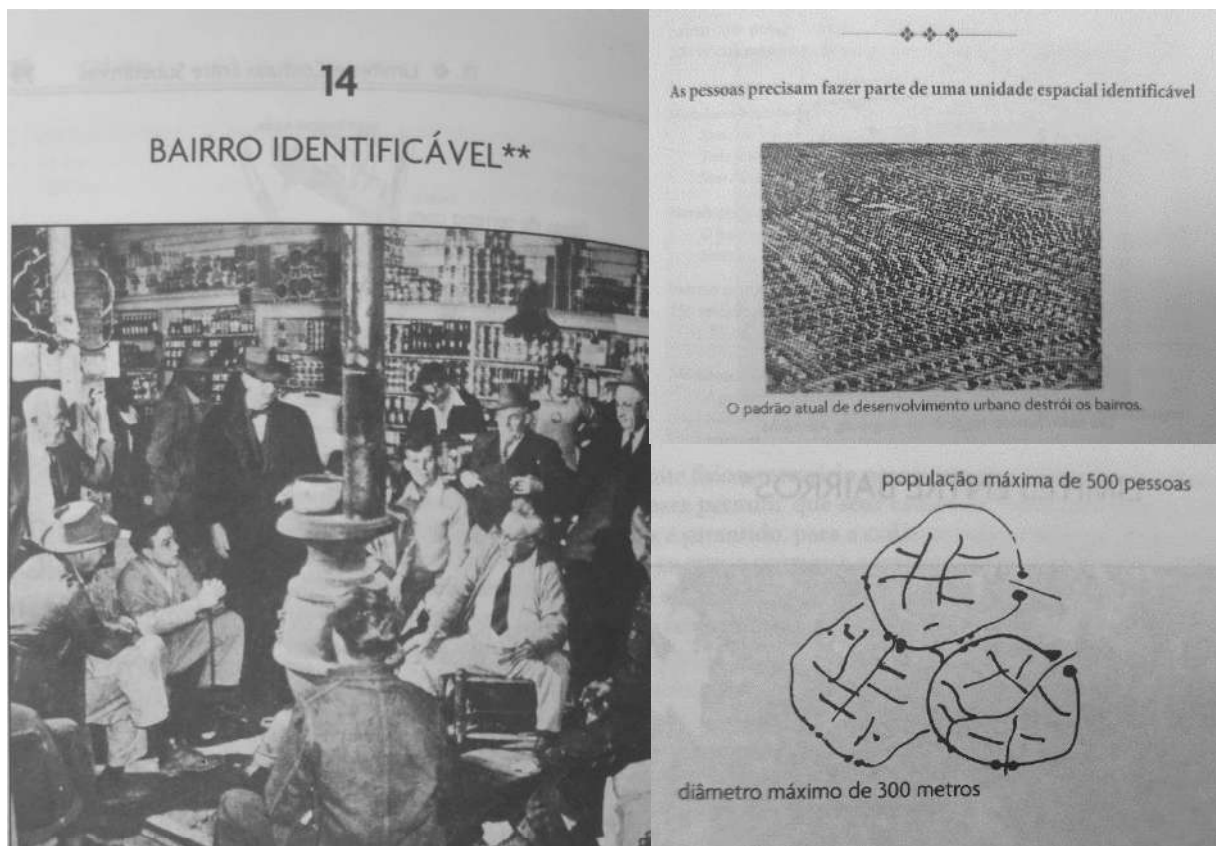 14
BAIRRO IDENTIFICÁVEL**
As pessoas precisam fazer parte de uma unidade espacial identificável
O padrão atual de desenvolvimento urbano destrói os bairros.
população máxima de 500 pessoas
diâmetro máximo de 300 metros